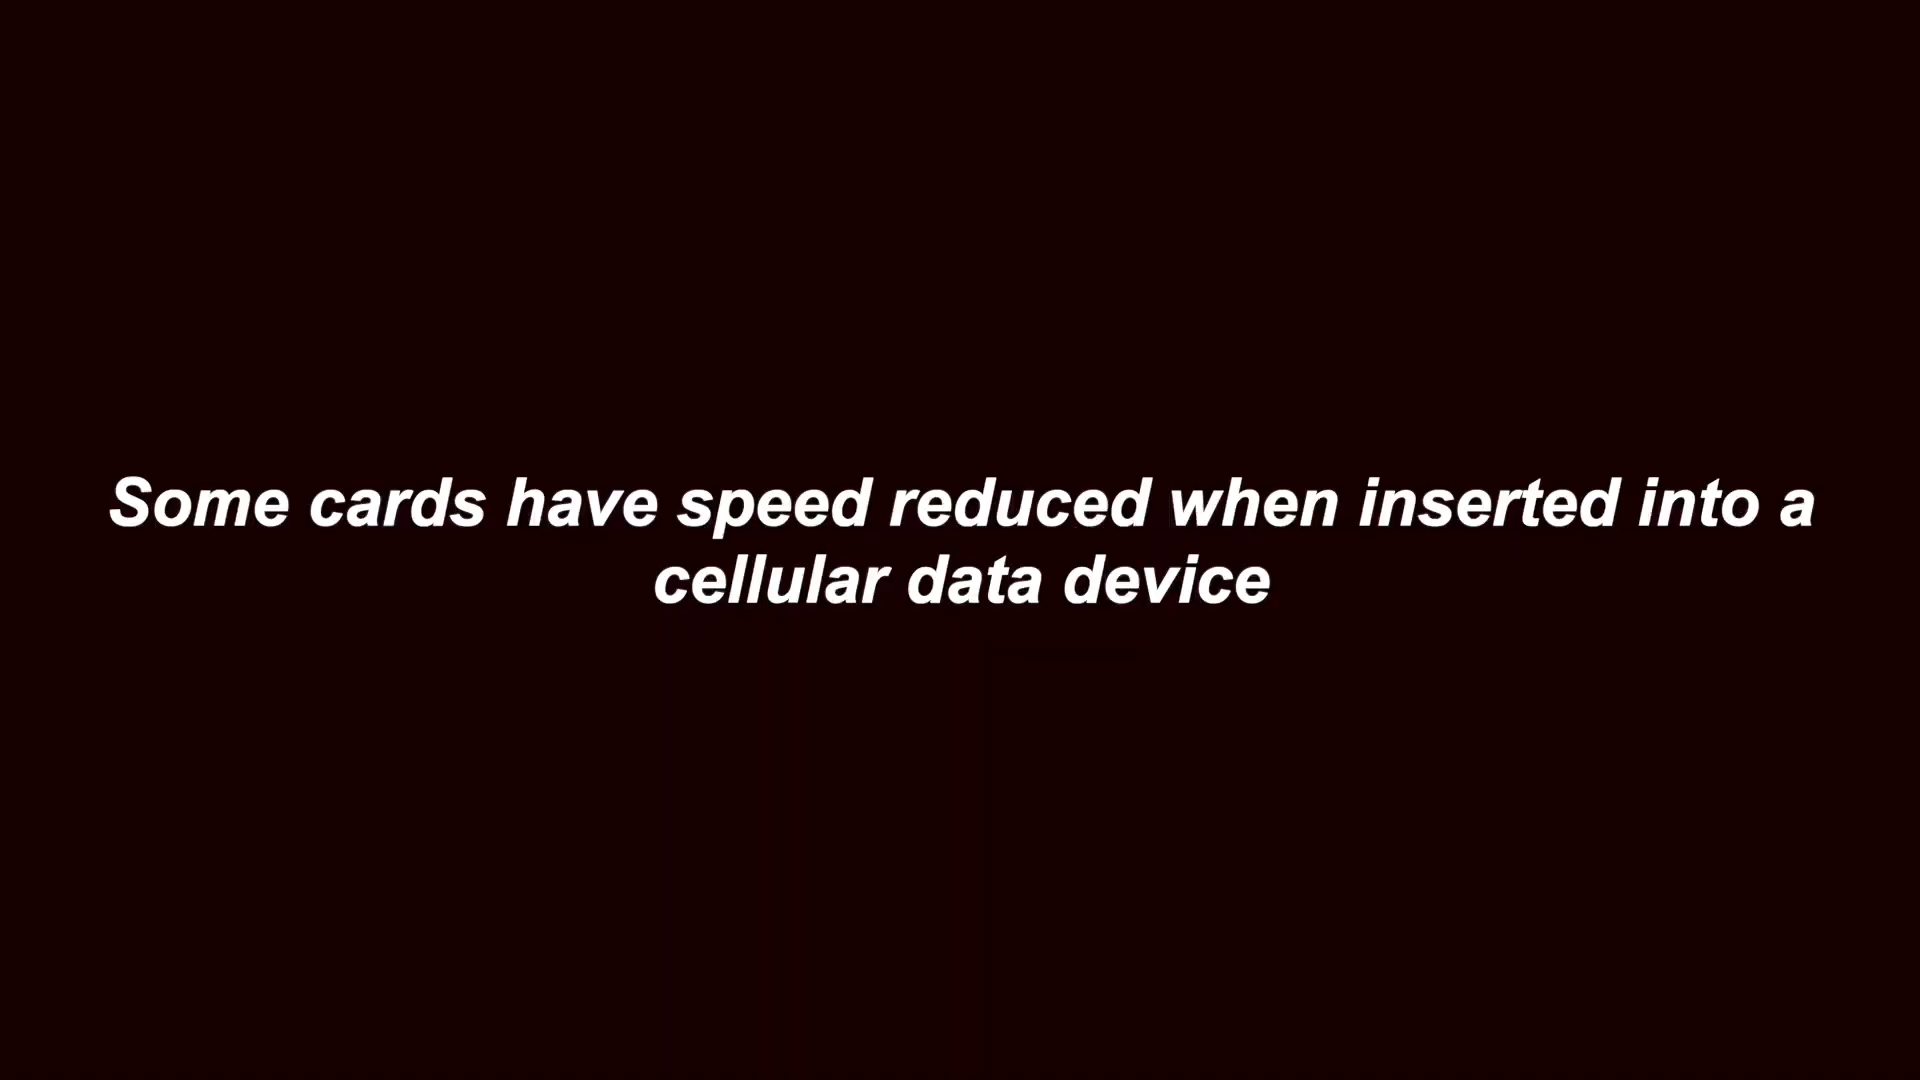 Some cards have speed reduced when inserted into a
cellular data device